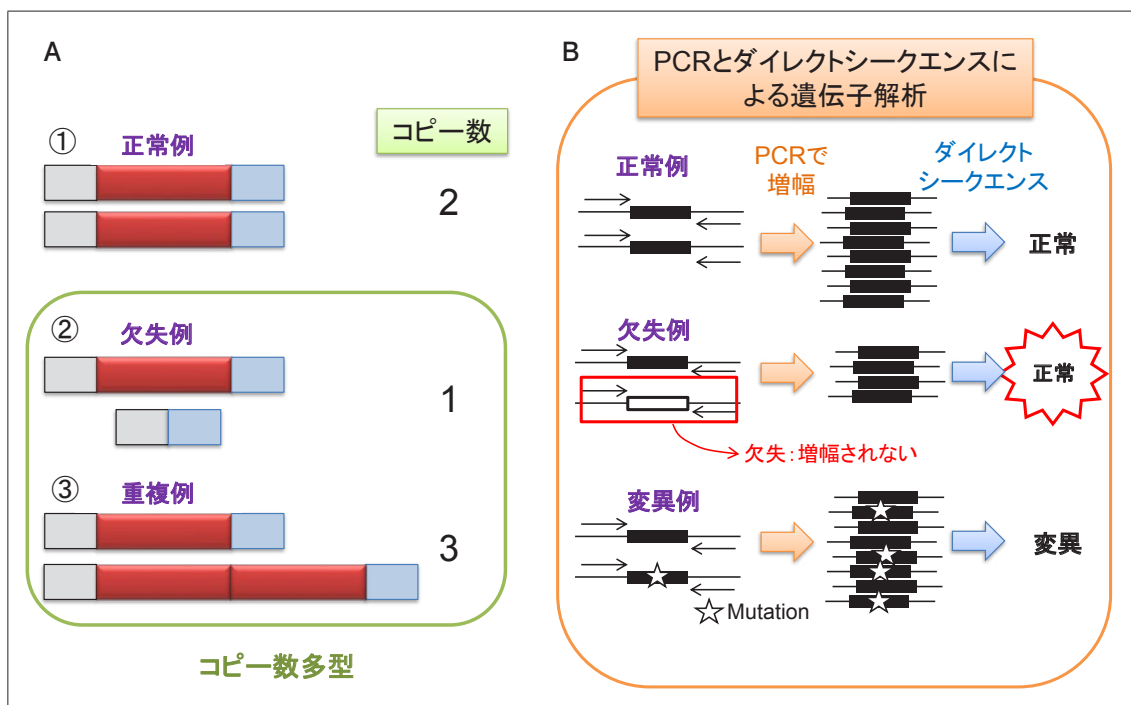 A
コピー数
① 正常例
2
② 欠失例
1
③ 重複例
3
コピー数多型
B
PCRとダイレクトシークエンスに
よる遺伝子解析
正常例
PCRで
増幅
ダイレクト
シークエンス
正常
欠失例
正常
欠失：増幅されない
変異例
変異
Mutation